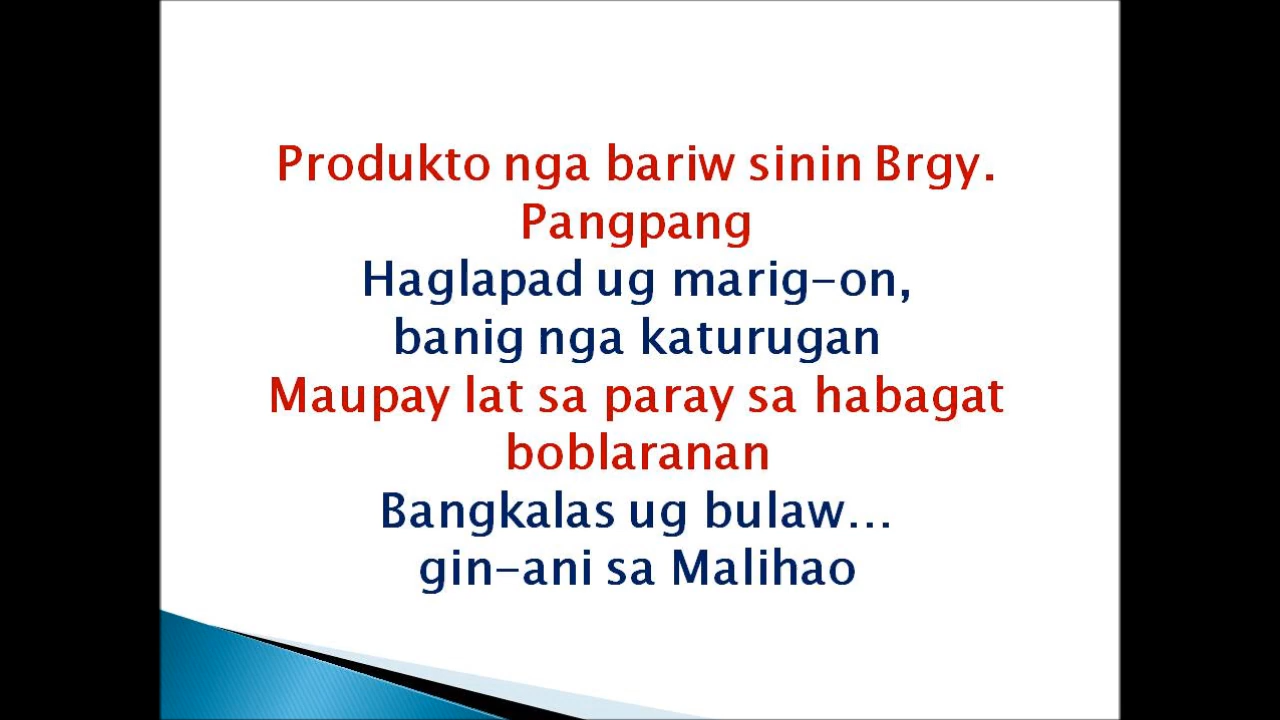 Produkto nga bariw sinin Brgy.
Pangpang
Haglapad ug marig-on,
banig nga katurugan
Maupay lat sa paray sa habagat
boblaranan
Bangkalas ug bulaw...
gin-ani sa Malihao